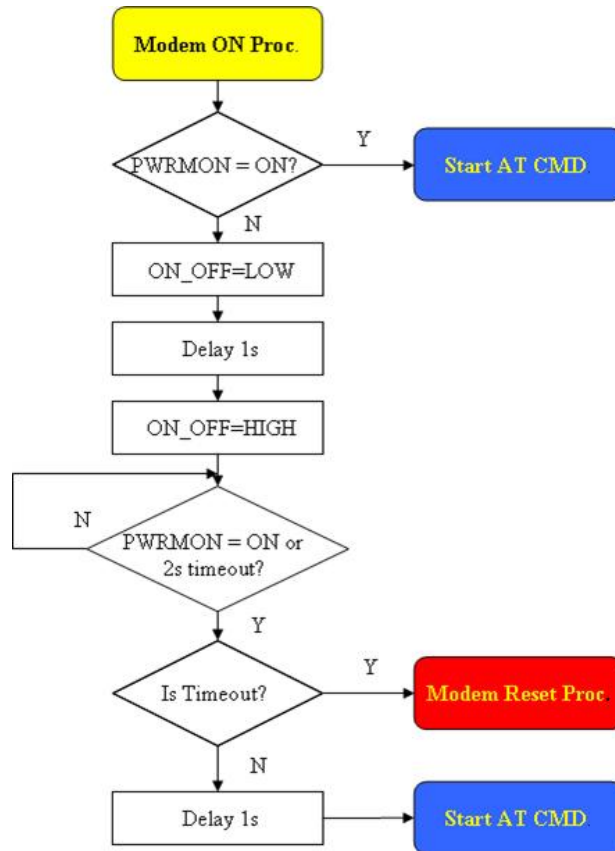 Modem ON Proc.
PWRMON = ON?
Y
Start AT CMD.
N
ON_OFF=LOW
Delay 1s
ON_OFF=HIGH
N
PWRMON = ON or
2s timeout?
Y
Is Timeout?
Y
Modem Reset Proc.
N
Delay 1s
Start AT CMD.